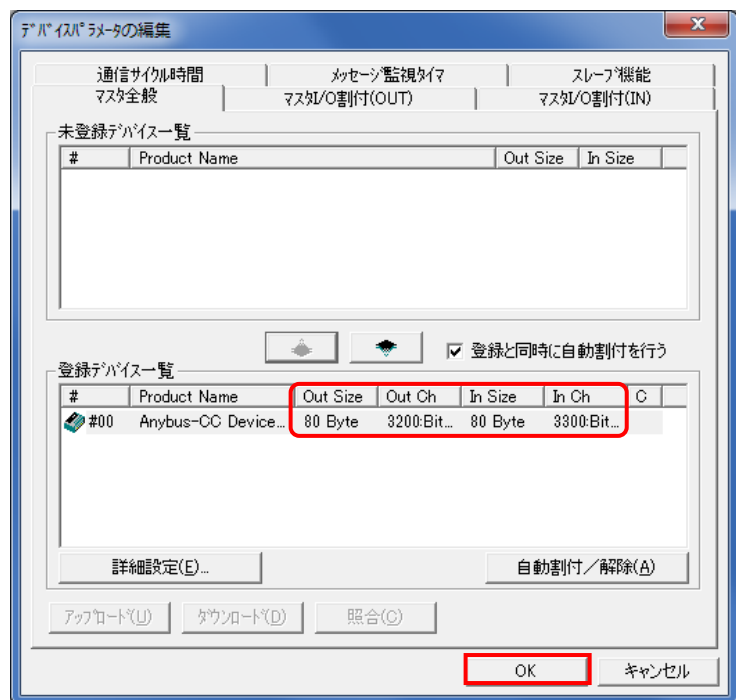 ﾃﾞﾊﾞｲｽﾊﾟﾗﾒｰﾀの編集
通信ｻｲｸﾙ時間 ﾒｯｾｰｼﾞ監視ﾀｲﾏ ｽﾚｰﾌﾞ機能
ﾏｽﾀ全般 ﾏｽﾀI/O割付(OUT) ﾏｽﾀI/O割付(IN)
未登録ﾃﾞﾊﾞｲｽ一覧
# Product Name Out Size In Size
登録と同時に自動割付を行う
登録ﾃﾞﾊﾞｲｽ一覧
# Product Name Out Size Out Ch In Size In Ch C
#00 Anybus-CC Device... 80 Byte 3200:Bit... 80 Byte 3300:Bit...
詳細設定(E)... 自動割付／解除(A)
ｱｯﾌﾟﾛｰﾄﾞ(U) ﾀﾞｳﾝﾛｰﾄﾞ(D) 照合(C)
OK ｷｬﾝｾﾙ